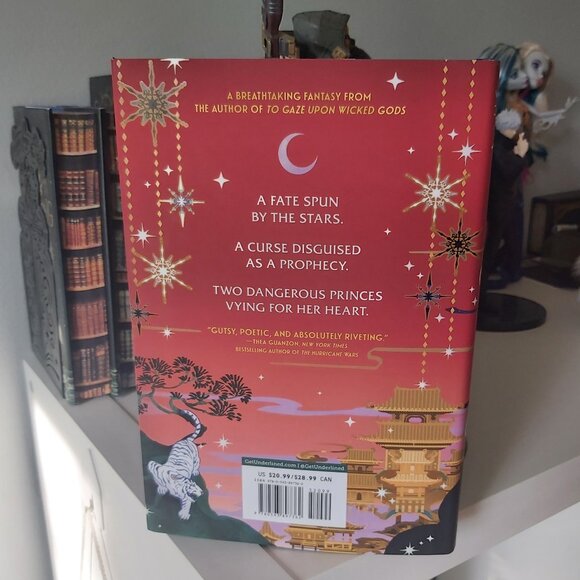 A BREATHTAKING FANTASY FROM
THE AUTHOR OF TO GAZE UPON WICKED GODS
A FATE SPUN
BY THE STARS.
A CURSE DISGUISED
AS A PROPHECY.
TWO DANGEROUS PRINCES
VYING FOR HER HEART.
"GUTSY, POETIC, AND ABSOLUTELY RIVETING."
—THEA GUANZON, NEW YORK TIMES
BESTSELLING AUTHOR OF THE HURRICANE WARS
GetUnderlined.com | @GetUnderlined
US $20.99/$28.99 CAN
ISBN
52099